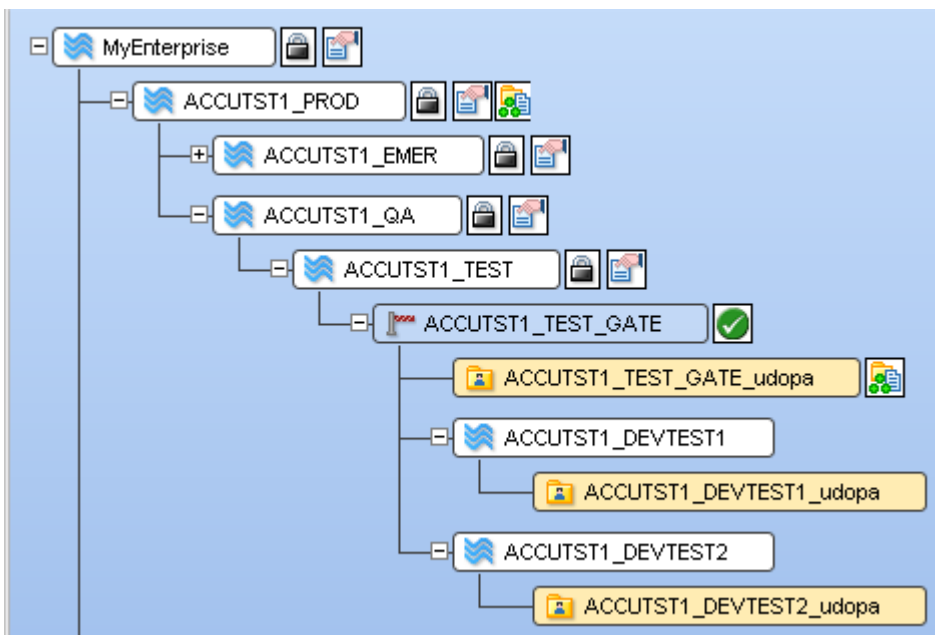 MyEnterprise
ACCUTST1_PROD
ACCUTST1_EMER
ACCUTST1_QA
ACCUTST1_TEST
ACCUTST1_TEST_GATE
ACCUTST1_TEST_GATE_udopa
ACCUTST1_DEVTEST1
ACCUTST1_DEVTEST1_udopa
ACCUTST1_DEVTEST2
ACCUTST1_DEVTEST2_udopa